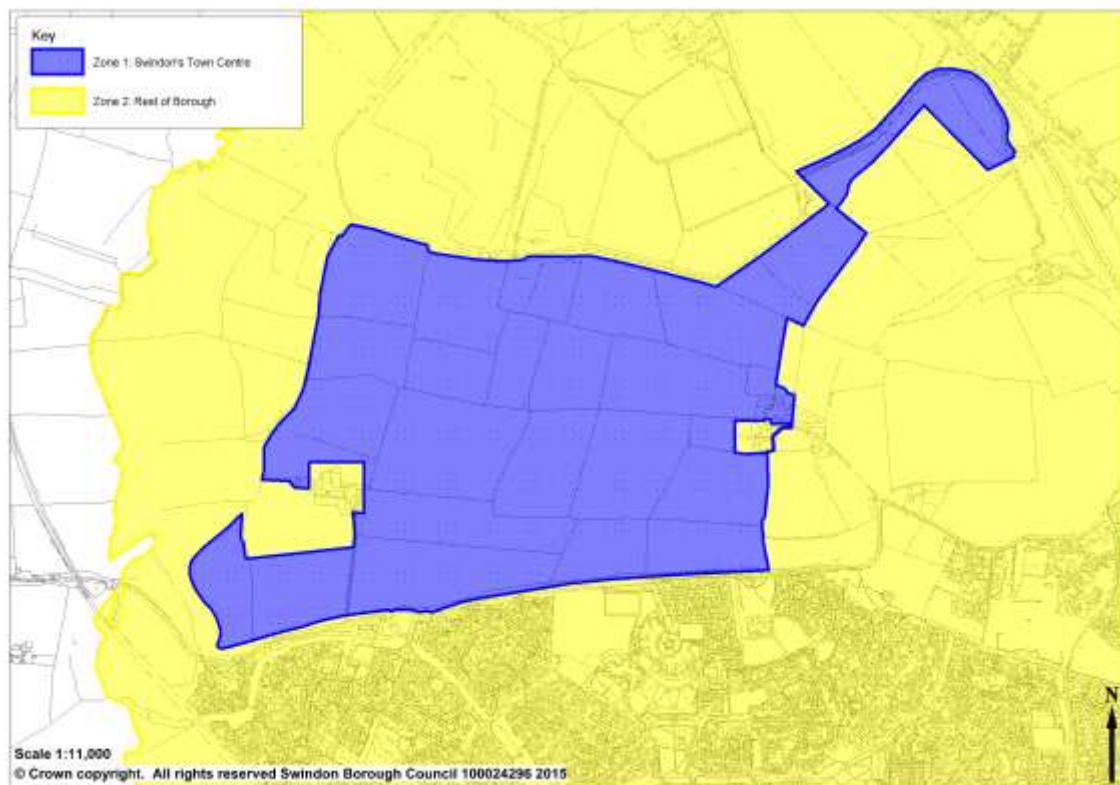 Key
Zone 1: Swindon's Town Centre
Zone 2: Rest of Borough
N
Scale 1:11,000
© Crown copyright. All rights reserved Swindon Borough Council 100024296 2015